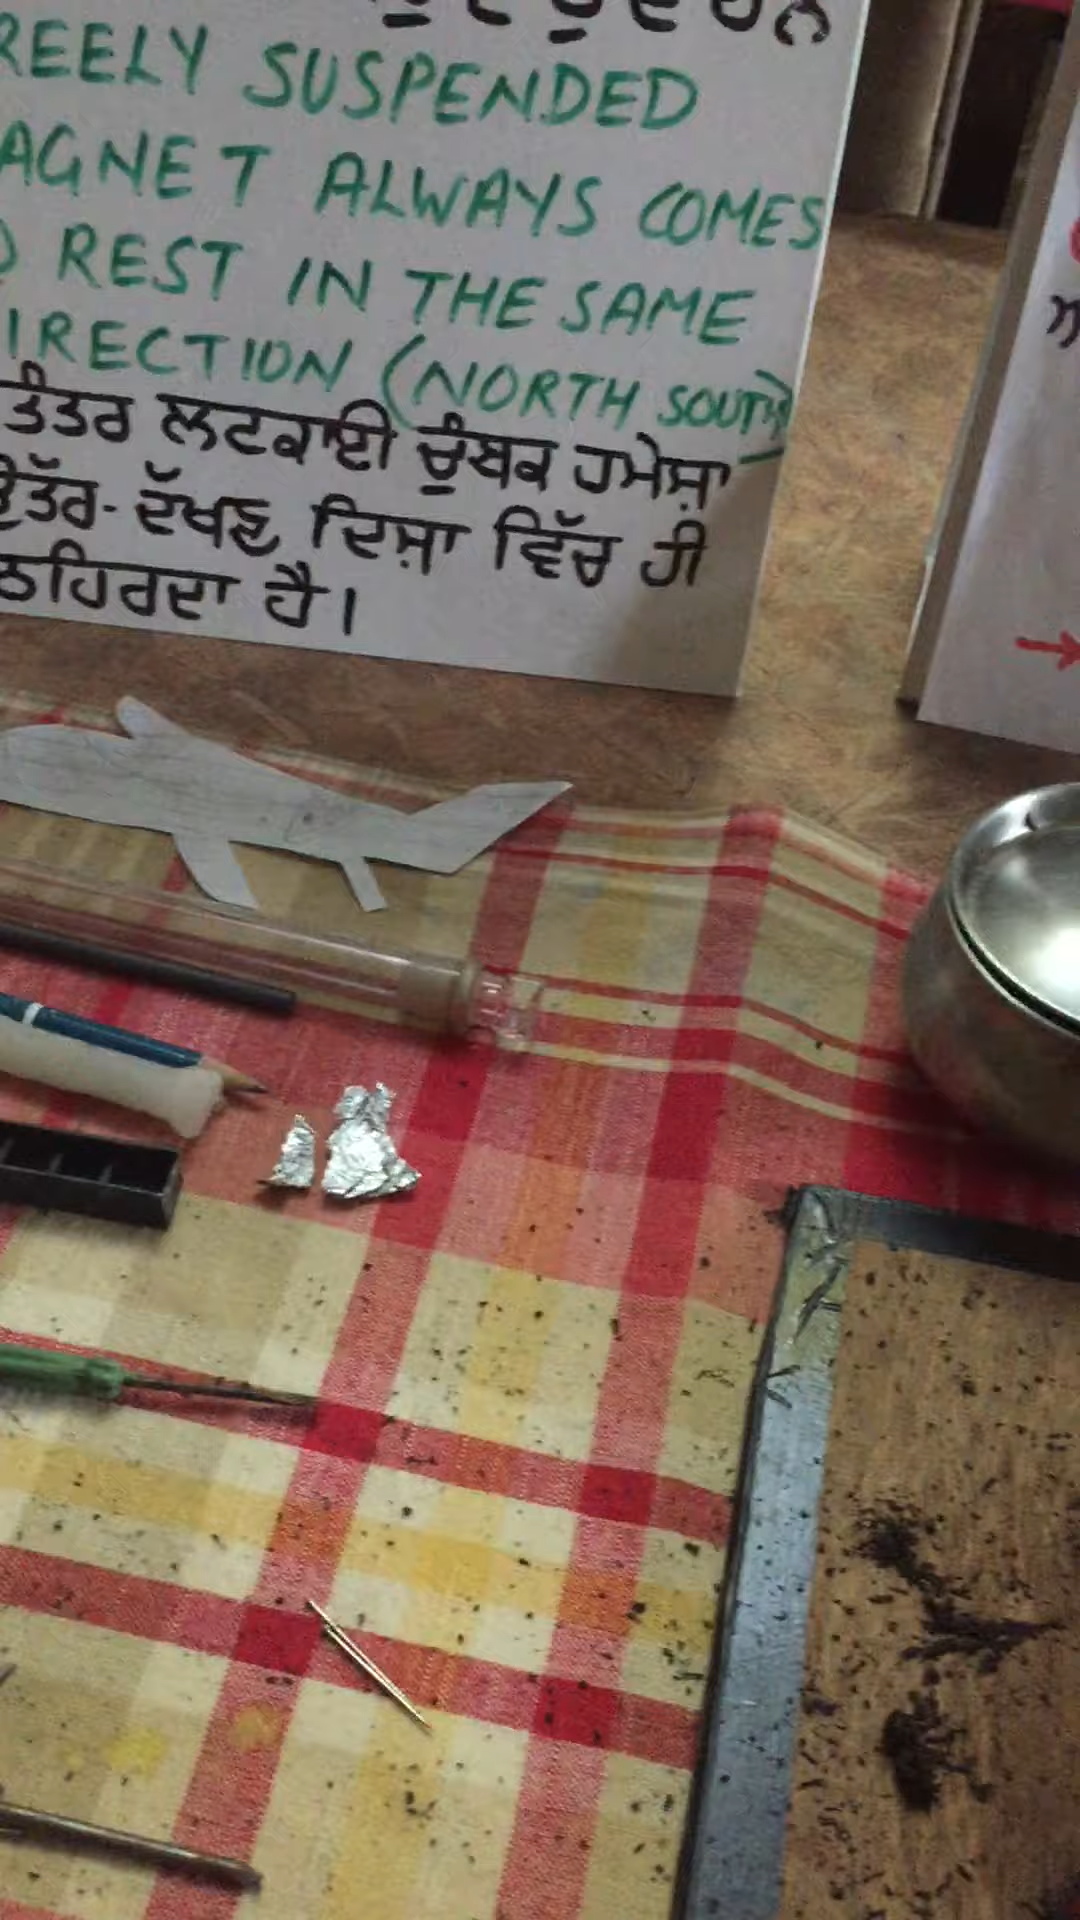 REELY SUSPENDED
AGNET ALWAYS COMES
REST IN THE SAME
IRECTION (NORTH SOUTH)
ਤੰਤਰ ਲਟਕਾਈ ਚੁੰਬਕ ਹਮੇਸ਼ਾ
ਉੱਤਰ-ਦੱਖਣ ਦਿਸ਼ਾ ਵਿੱਚ ਹੀ
ਠਹਿਰਦਾ ਹੈ।